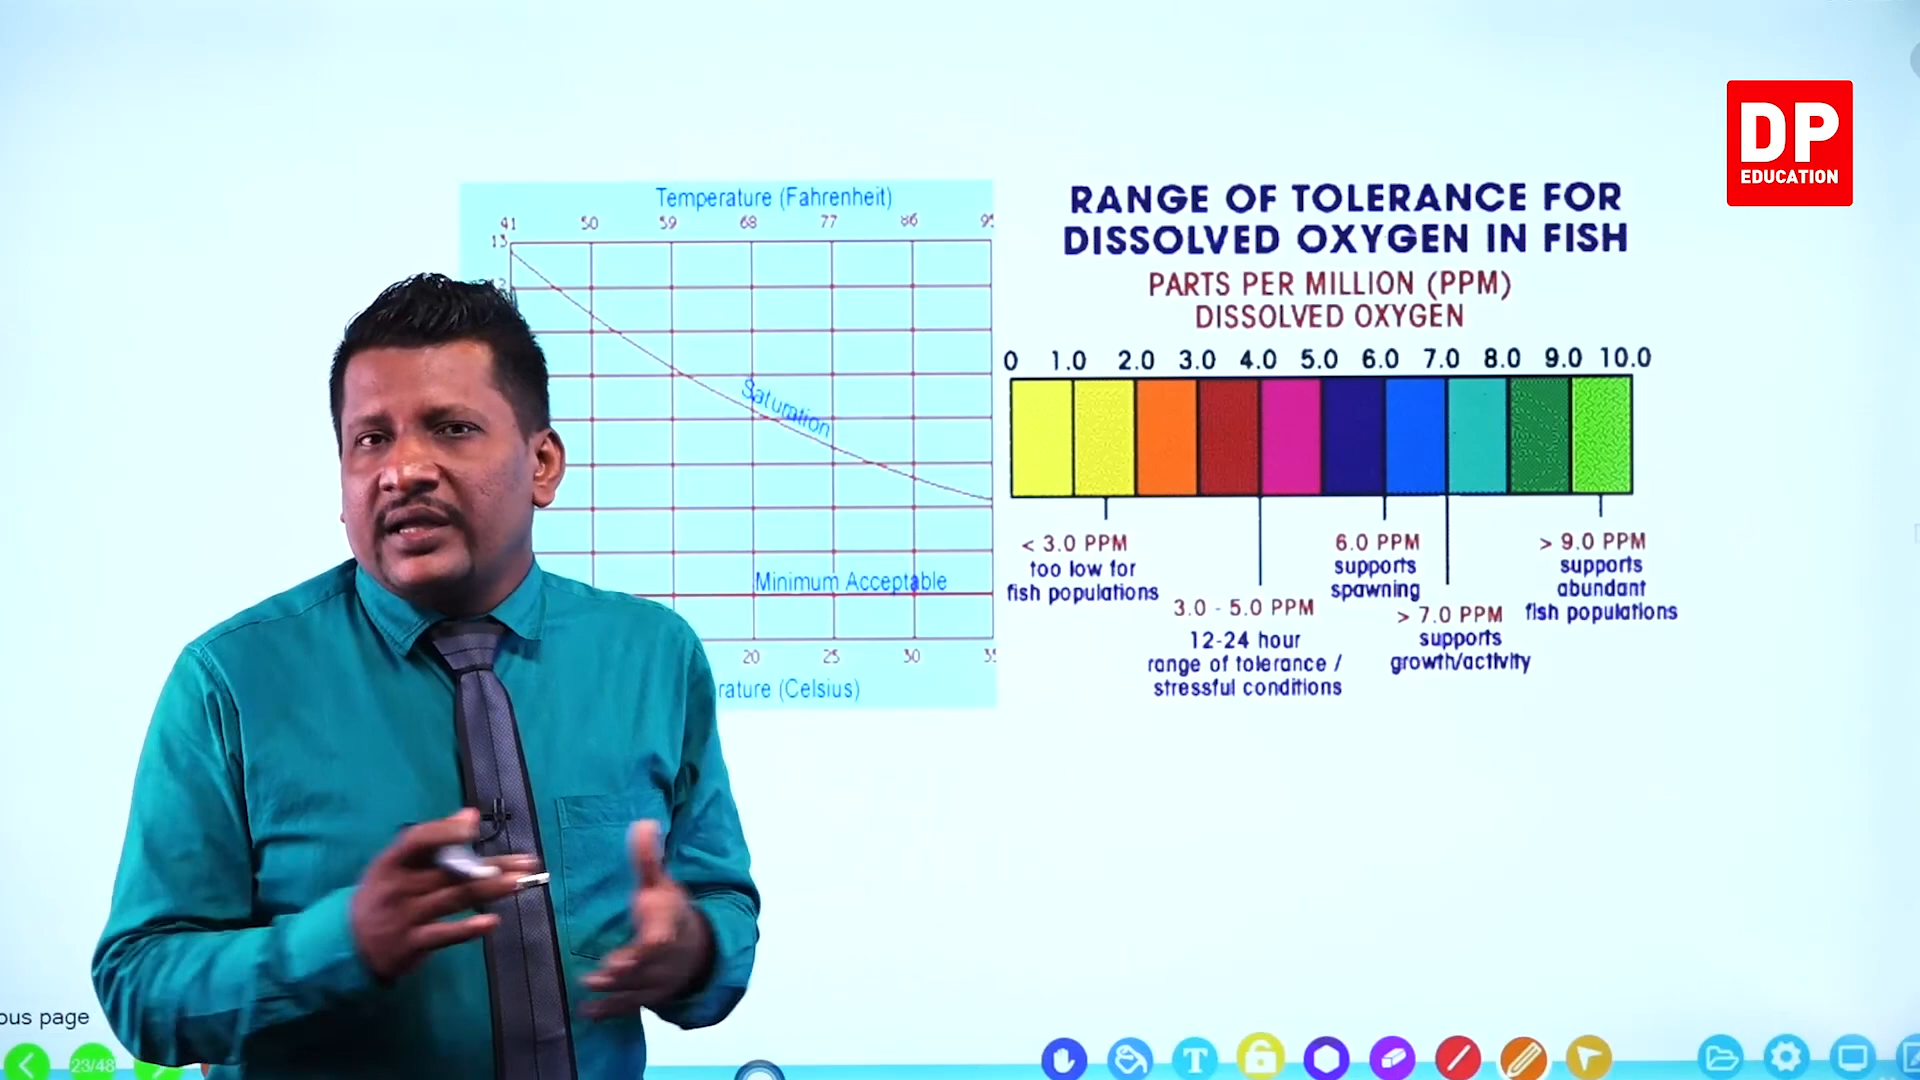 DP
EDUCATION
Temperature (Fahrenheit)
41 50 59 68 77 86
13
Saturation
Minimum Acceptable
20 25 30
(Celsius)
RANGE OF TOLERANCE FOR
DISSOLVED OXYGEN IN FISH
PARTS PER MILLION (PPM)
DISSOLVED OXYGEN
0 1.0 2.0 3.0 4.0 5.0 6.0 7.0 8.0 9.0 10.0
< 3.0 PPM
too low for
fish populations
3.0 - 5.0 PPM
12-24 hour
range of tolerance /
stressful conditions
6.0 PPM
supports
spawning
> 7.0 PPM
supports
growth/activity
> 9.0 PPM
supports
abundant
fish populations
page
23/48
T